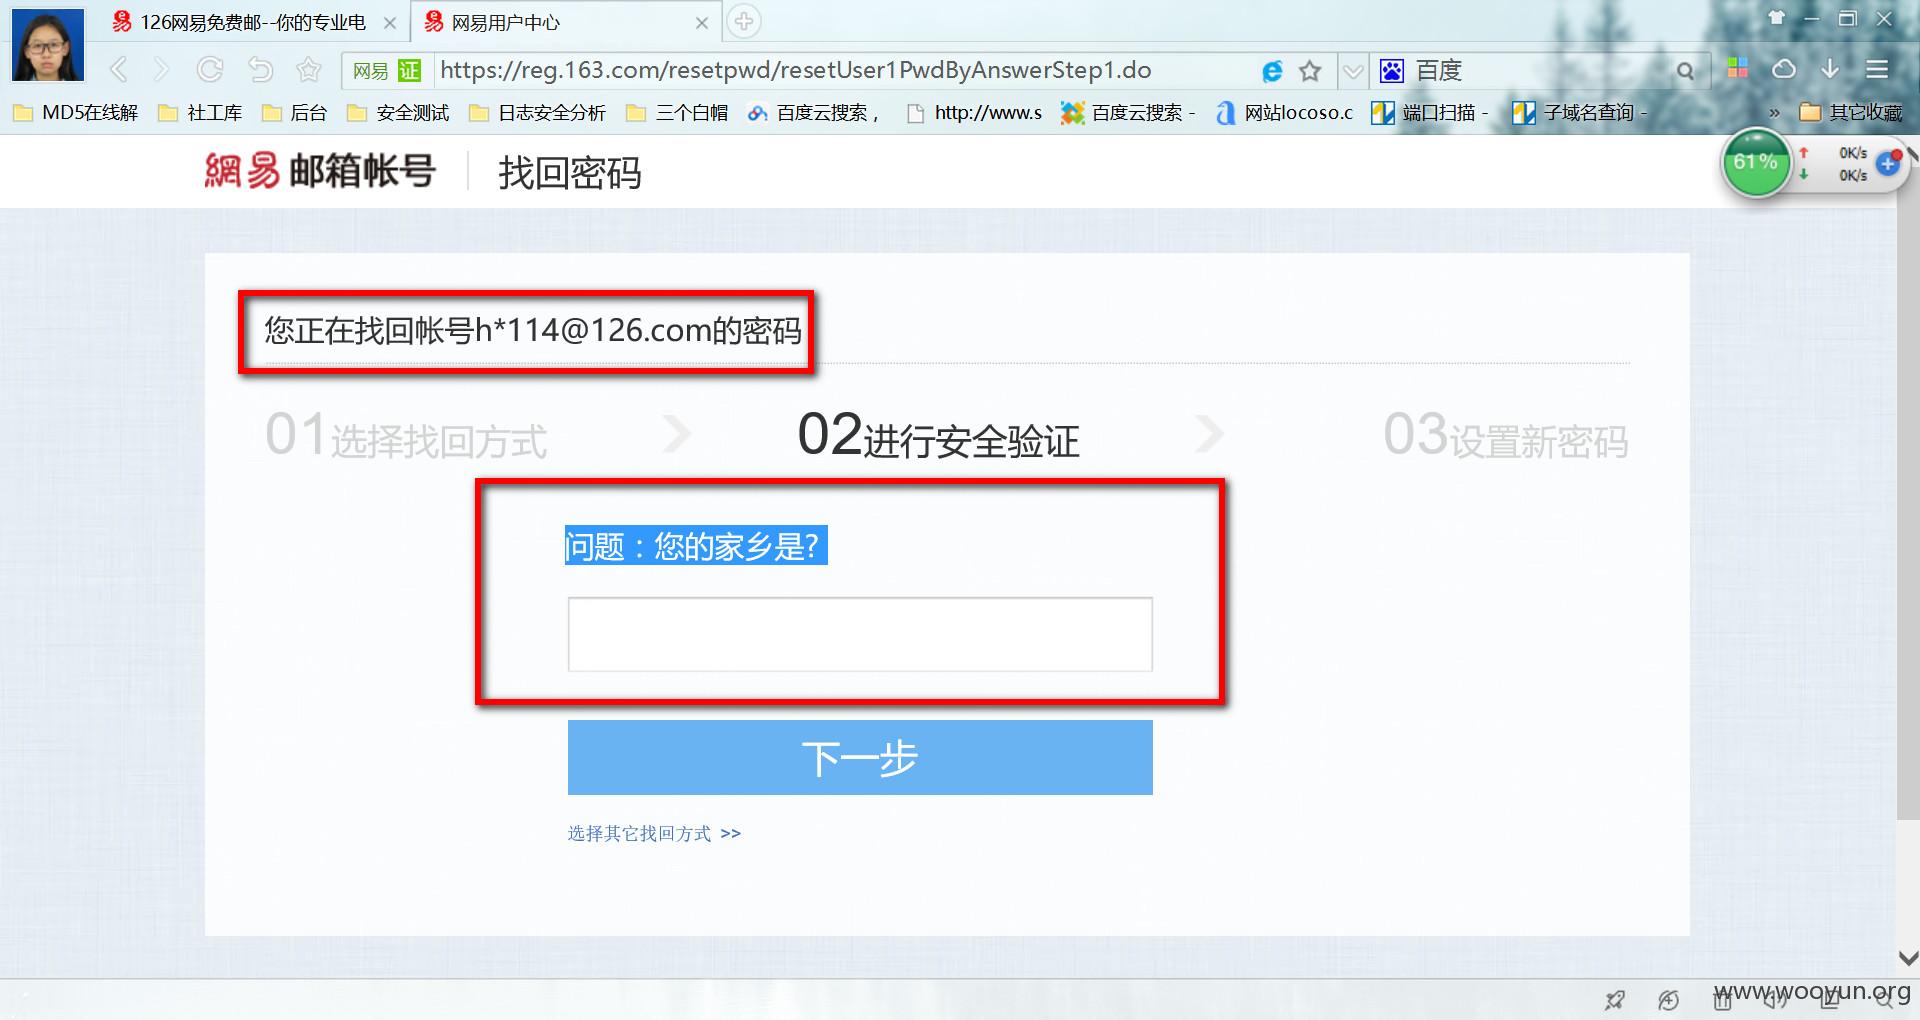 126网易免费邮--你的专业电
网易用户中心
网易 证 https://reg.163.com/resetpwd/resetUser1PwdByAnswerStep1.do 百度
MD5在线解 社工库 后台 安全测试 日志安全分析 三个白帽 百度云搜索， http://www.s 百度云搜索 - 网站locoso.c 端口扫描 - 子域名查询 - » 其它收藏
網易 邮箱帐号 找回密码
61% 0K/s
0K/s
您正在找回帐号h*114@126.com的密码
01选择找回方式 02进行安全验证 03设置新密码
问题：您的家乡是?
下一步
选择其它找回方式 >>
www.wooyun.org